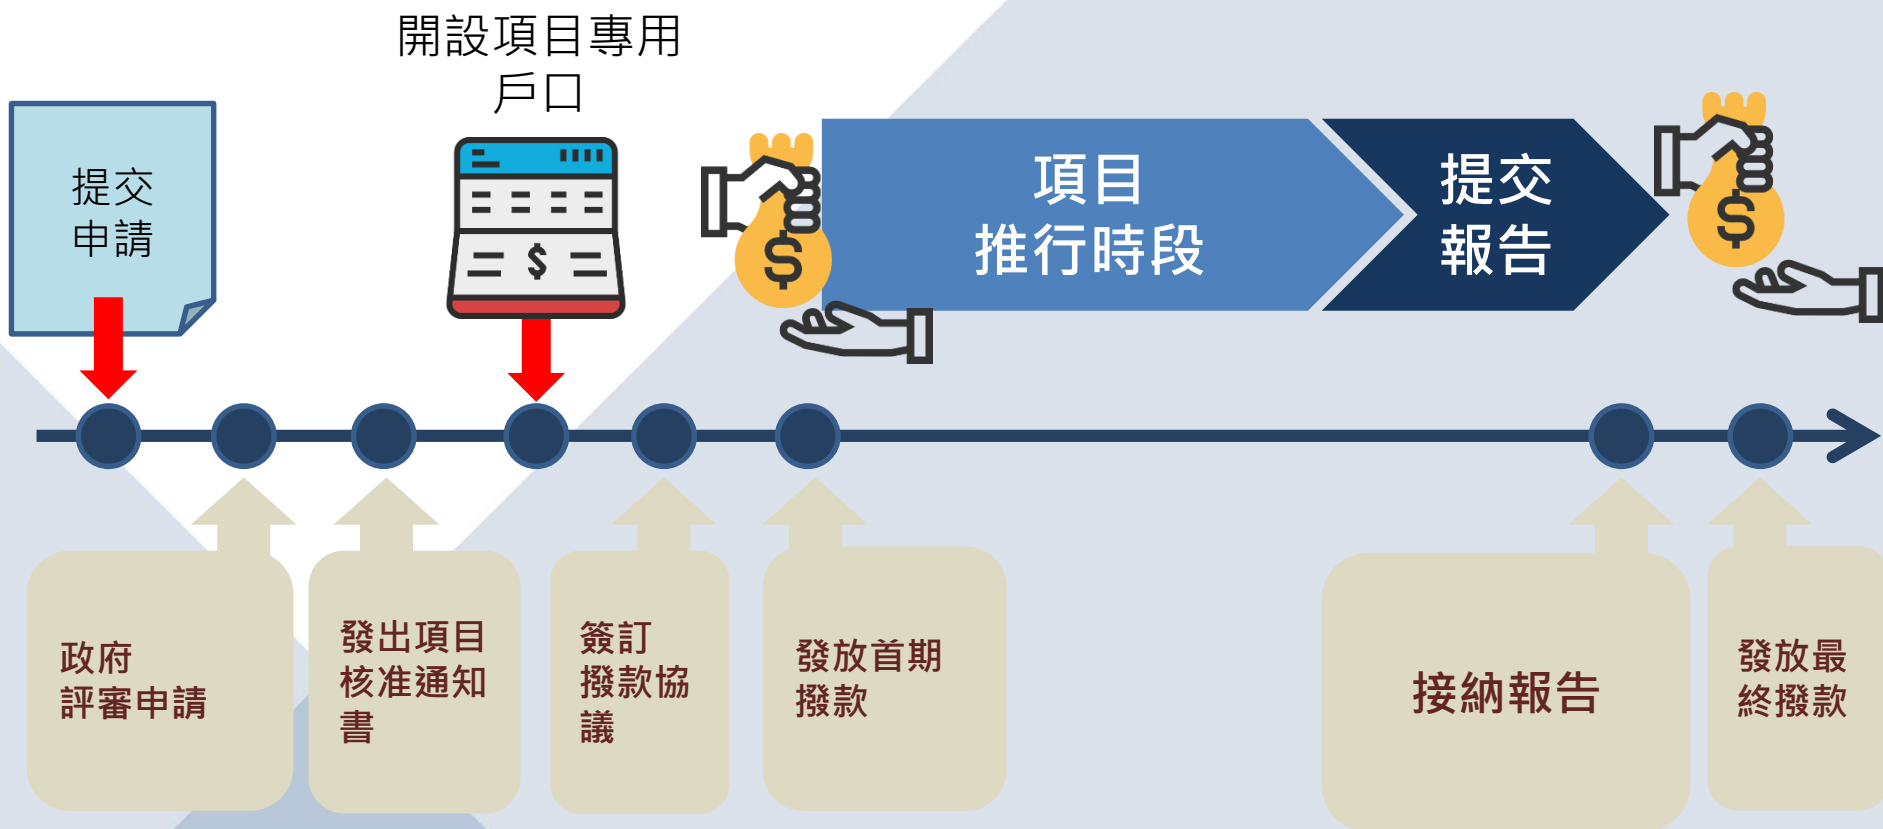 開設項目專用
戶口
提交
申請
項目
推行時段
提交
報告
$
$
$
政府
評審申請
發出項目
核准通知
書
簽訂
撥款協
議
發放首期
撥款
接納報告
發放最
終撥款